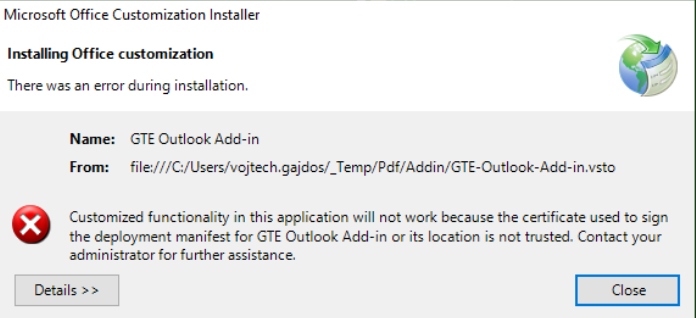 Microsoft Office Customization Installer
Installing Office customization
There was an error during installation.
Name: GTE Outlook Add-in
From: file:///C:/Users/vojtech.gajdos/_Temp/Pdf/Addin/GTE-Outlook-Add-in.vsto
Customized functionality in this application will not work because the certificate used to sign
the deployment manifest for GTE Outlook Add-in or its location is not trusted. Contact your
administrator for further assistance.
Details >> Close